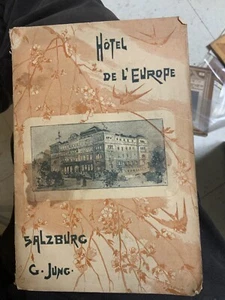 HÔTEL
DE L'EUROPE
SALZBURG
G. JUNG.